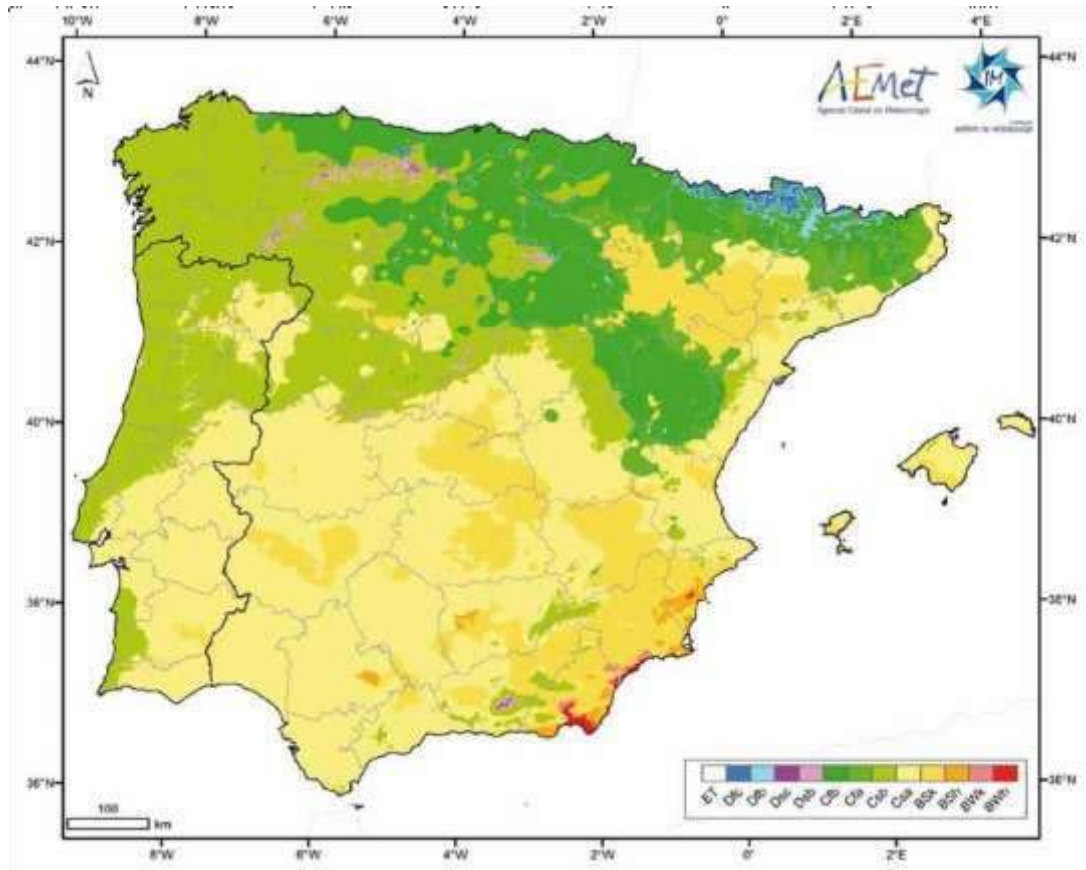 10°W 8°W 6°W 4°W 2°W 0° 2°E 4°E
44°N 44°N
N
AEMet
IM
42°N 42°N
40°N 40°N
38°N 38°N
36°N 36°N
ET Dfc Dfb Dsc Dsb Cfb Cfa Csb Csa BSk BSh BWk BWh
100
km
8°W 6°W 4°W 2°W 0° 2°E